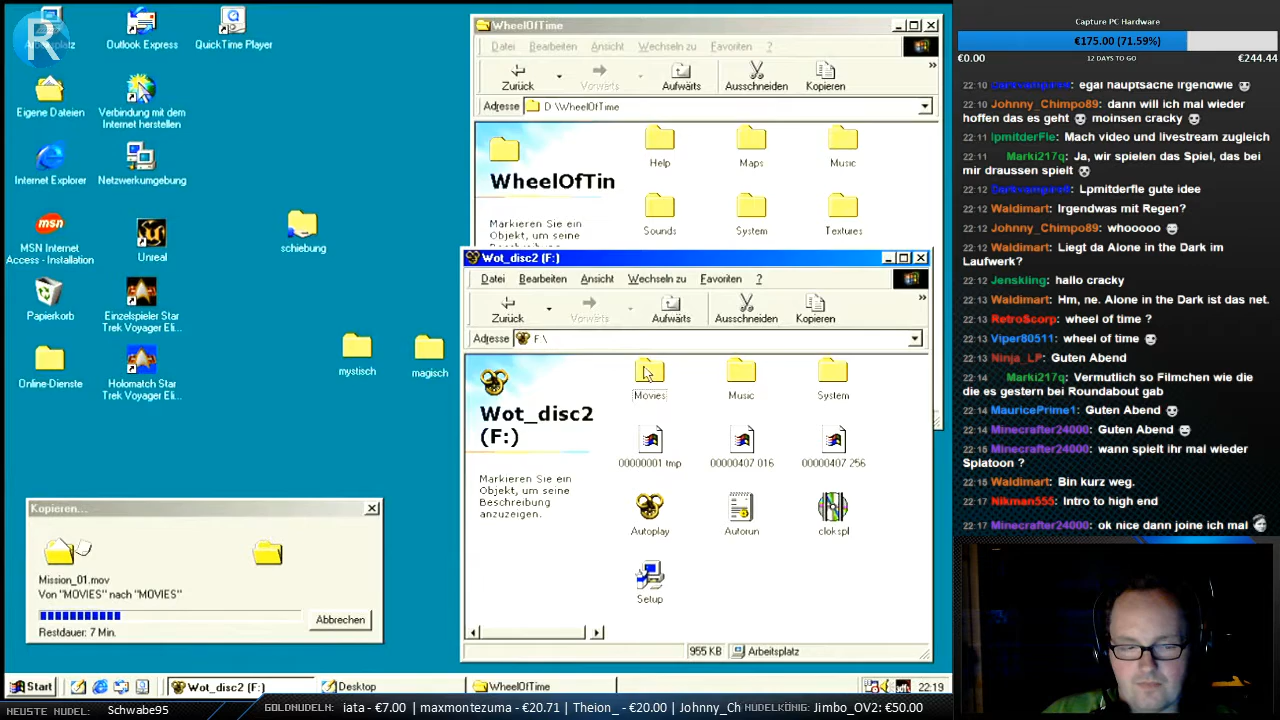 Outlook Express
QuickTime Player
Eigene Dateien
Verbindung mit dem
Internet herstellen
Internet Explorer
Netzwerkumgebung
MSN Internet
Access - Installation
Unreal
schiebung
Papierkorb
Einzelspieler Star
Trek Voyager Eli...
Online-Dienste
Holomatch Star
Trek Voyager Eli...
mystisch
magisch
WheelOfTime
Datei Bearbeiten Ansicht Wechseln zu Favoriten ?
Zurück Vorwärts Aufwärts Ausschneiden Kopieren
Adresse D:\WheelOfTime
WheelOfTin
Markieren Sie ein
Objekt, um seine
Help Maps Music
Sounds System Textures
Wot_disc2 (F:)
Datei Bearbeiten Ansicht Wechseln zu Favoriten ?
Zurück Vorwärts Aufwärts Ausschneiden Kopieren
Adresse F:\
Wot_disc2
(F:)
Markieren Sie ein
Objekt, um seine
Beschreibung
anzuzeigen.
Movies Music System
00000001.tmp 00000407.016 00000407.256
Autoplay Autorun clokspl
Setup
955 KB Arbeitsplatz
Kopieren...
Mission_01.mov
Von "MOVIES" nach "MOVIES"
Restdauer: 7 Min.
Abbrechen
Start Wot_disc2 (F:) Desktop WheelOfTime 22:19
Capture PC Hardware
€175.00 (71.59%)
€0.00 12 DAYS TO GO €244.44
22:10 egal hauptsache irgendwie
22:10 Johnny_Chimpo89: dann will ich mal wieder
hoffen das es geht moinsen cracky
22:11 lpmitderFle: Mach video und livestream zugleich
22:11 Marki217q: Ja, wir spielen das Spiel, das bei
mir draussen spielt
22:12 Lpmitderfle gute idee
22:12 Waldimart: Irgendwas mit Regen?
22:12 Johnny_Chimpo89: whooooo
22:12 Waldimart: Liegt da Alone in the Dark im
Laufwerk?
22:12 Jenskling: hallo cracky
22:13 Waldimart: Hm, ne. Alone in the Dark ist das net.
22:13 RetroScorp: wheel of time ?
22:13 Viper80511: wheel of time
22:13 Ninja_LP: Guten Abend
22:14 Marki217q: Vermutlich so Filmchen wie die
die es gestern bei Roundabout gab
22:14 MauricePrime1: Guten Abend
22:14 Minecrafter24000: Guten Abend
22:15 Minecrafter24000: wann spielt ihr mal wieder
Splatoon ?
22:16 Waldimart: Bin kurz weg.
22:17 Nikman555: Intro to high end
22:17 Minecrafter24000: ok nice dann joine ich mal
NEUSTE NUDEL: Schwabe95 GOLDNUDELN: iata - €7.00 | maxmontezuma - €20.71 | Theion_ - €20.00 | Johnny_Ch NUDELKÖNIG: Jimbo_OV2: €50.00